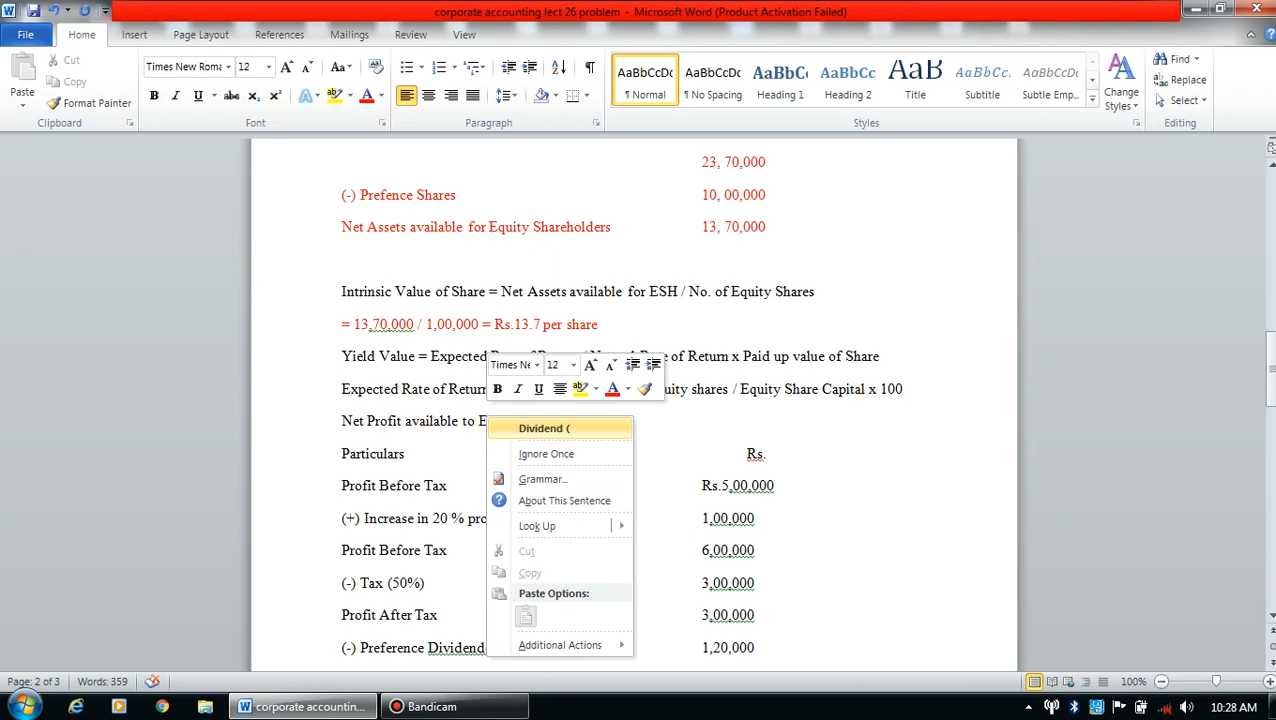 corporate accounting lect 26 problem - Microsoft Word (Product Activation Failed)
File Home Insert Page Layout References Mailings Review View
Paste Cut Copy Format Painter
Times New Roma 12 Aa
AaBbCcDc AaBbCcDc AaBbC AaBbCc AaB AaBbCc. AaBbCcDc
¶ Normal ¶ No Spacing Heading 1 Heading 2 Title Subtitle Subtle Emp...
Change Styles
Find Replace Select
Clipboard Font Paragraph Styles Editing
23, 70,000
(-) Prefence Shares 10, 00,000
Net Assets available for Equity Shareholders 13, 70,000
Intrinsic Value of Share = Net Assets available for ESH / No. of Equity Shares
= 13,70,000 / 1,00,000 = Rs.13.7 per share
Yield Value = Expected of Return x Paid up value of Share
Expected Rate of Return uity shares / Equity Share Capital x 100
Net Profit available to E
Particulars Rs.
Profit Before Tax Rs.5,00,000
(+) Increase in 20 % pro 1,00,000
Profit Before Tax 6,00,000
(-) Tax (50%) 3,00,000
Profit After Tax 3,00,000
(-) Preference Dividend 1,20,000
Times Ne 12
B I U
Dividend (
Ignore Once
Grammar...
About This Sentence
Look Up
Cut
Copy
Paste Options:
Additional Actions
Page: 2 of 3 Words: 359 100%
corporate accountin... Bandicam 10:28 AM